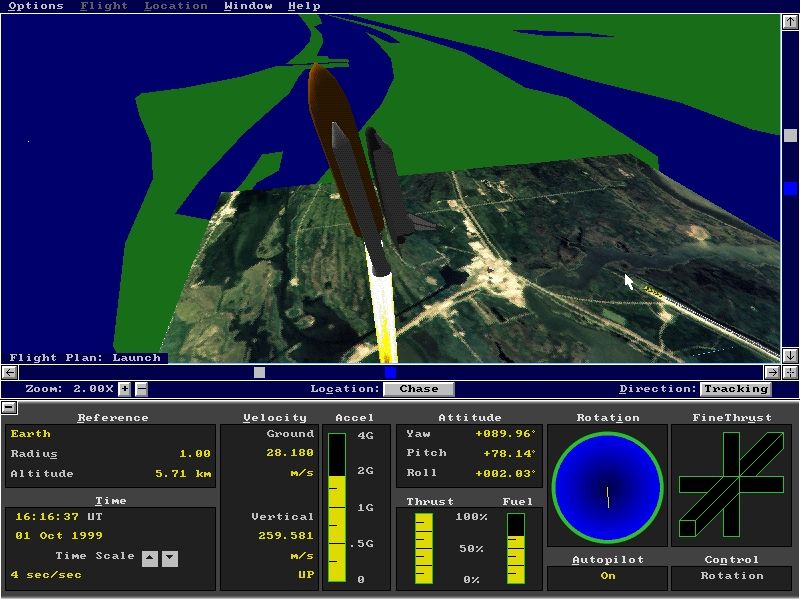 Options Flight Location Window Help
Flight Plan: Launch
Zoom: 2.00X + - Location: Chase Direction: Tracking
Reference Velocity Accel Attitude Rotation FineThrust
Earth
Radius 1.00
Altitude 5.71 km
Ground
28.180
m/s
4G
2G
1G
.5G
0
Yaw +089.96°
Pitch +78.14°
Roll +002.03°
Time
16:16:37 UT
01 Oct 1999
Time Scale
4 sec/sec
Vertical
259.581
m/s
UP
Thrust Fuel
100%
50%
0%
Autopilot
On
Control
Rotation